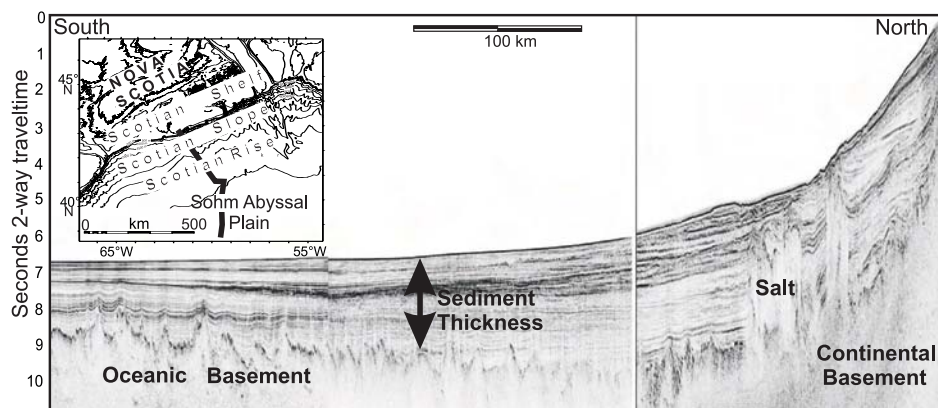 0
South
North
100 km
1
2
3
4
5
6
7
8
9
10
Seconds 2-way traveltime
45°
N
40°
N
NOVA
SCOTIA
Scotian Shelf
Scotian Slope
Scotian Rise
Sohm Abyssal
Plain
0 km 500
65°W
55°W
Sediment
Thickness
Salt
Oceanic Basement
Continental
Basement